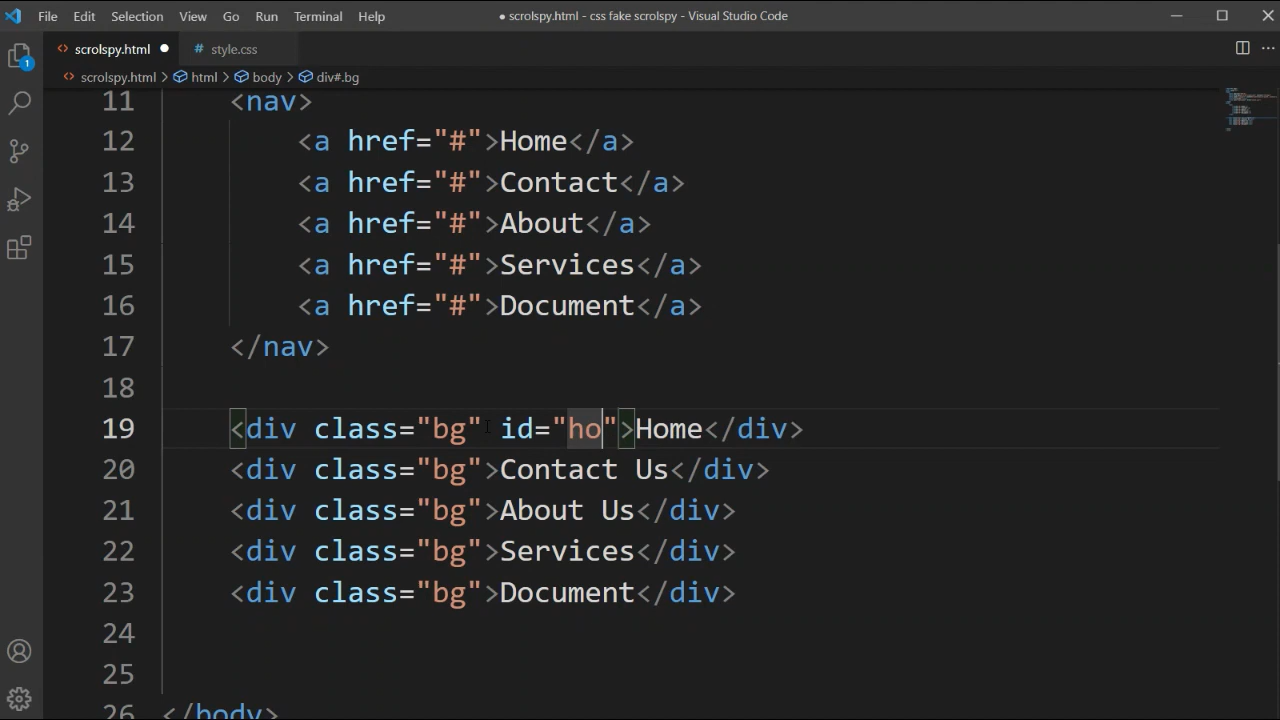 File Edit Selection View Go Run Terminal Help ● scrolspy.html - css fake scrolspy - Visual Studio Code
<> scrolspy.html ● # style.css
1 <> scrolspy.html > html > body > div#.bg
11 <nav>
12 <a href="#">Home</a>
13 <a href="#">Contact</a>
14 <a href="#">About</a>
15 <a href="#">Services</a>
16 <a href="#">Document</a>
17 </nav>
18
19 <div class="bg" id="ho">Home</div>
20 <div class="bg">Contact Us</div>
21 <div class="bg">About Us</div>
22 <div class="bg">Services</div>
23 <div class="bg">Document</div>
24
25
26 </body>